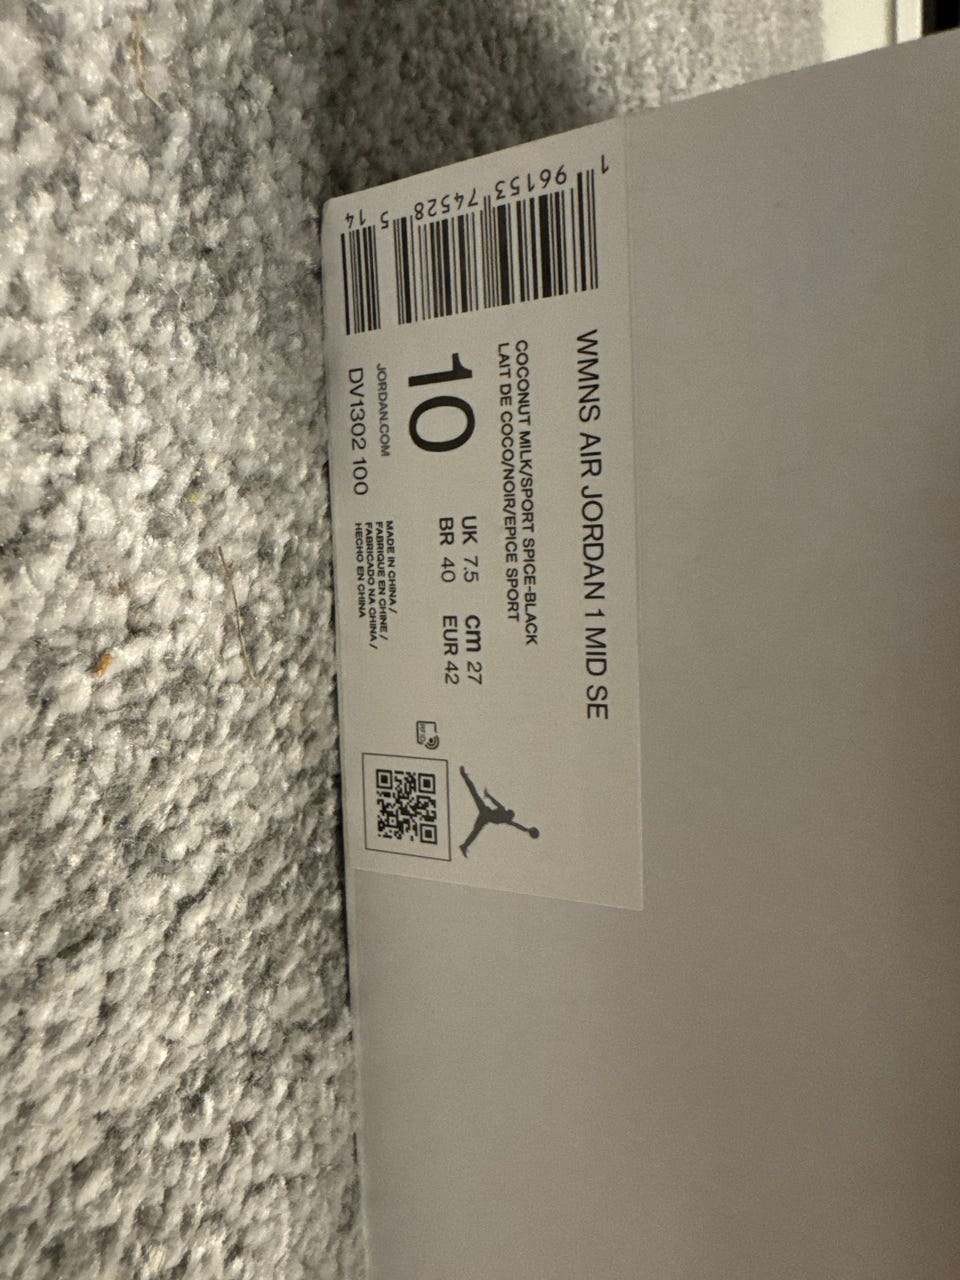 WMNS AIR JORDAN 1 MID SE
COCONUT MILK/SPORT SPICE-BLACK
LAIT DE COCO/NOIR/EPICE SPORT
10
UK 7.5 cm 27
BR 40 EUR 42
JORDAN.COM
DV1302 100
MADE IN CHINA/
FABRIQUE EN CHINE/
FABRICADO NA CHINA/
HECHO EN CHINA
RFID
1 96153 74528 5 14